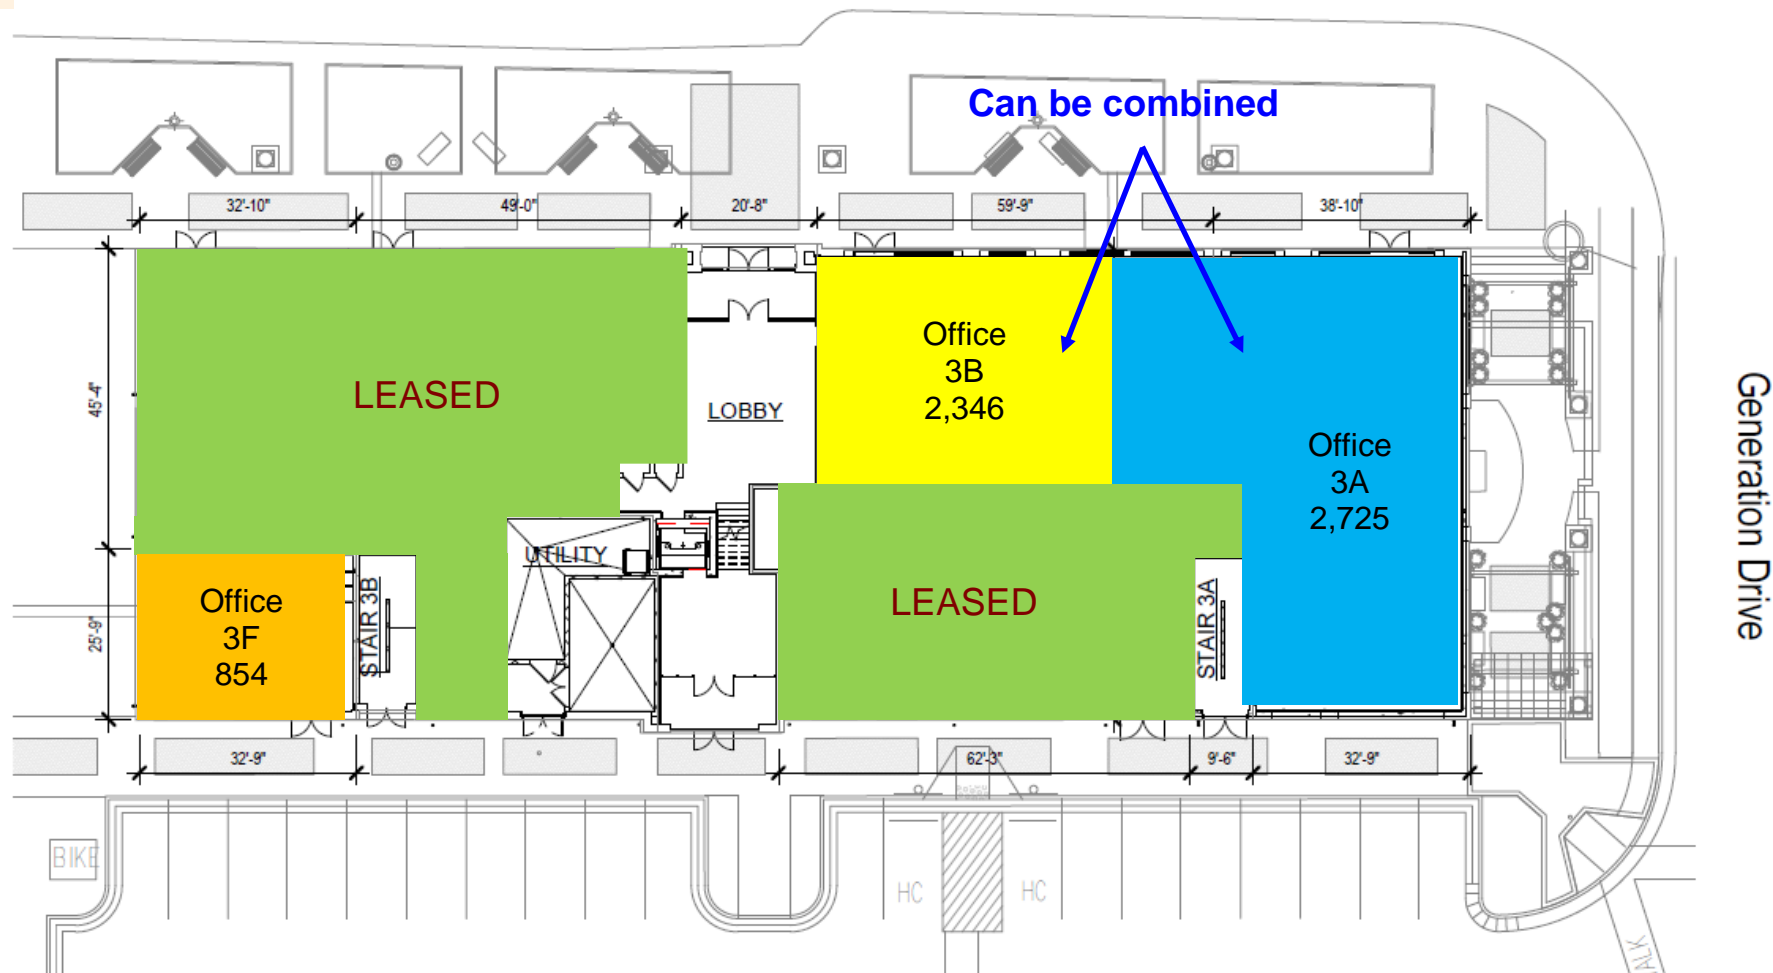 Can be combined
32'-10"
49'-0"
20'-8"
59'-9"
38'-10"
45'-4"
25'-9"
LEASED
LOBBY
Office
3B
2,346
Office
3A
2,725
UTILITY
Office
3F
854
STAIR 3B
LEASED
STAIR 3A
Generation Drive
32'-9"
62'-3"
9'-6"
32'-9"
BIKE
HC
HC